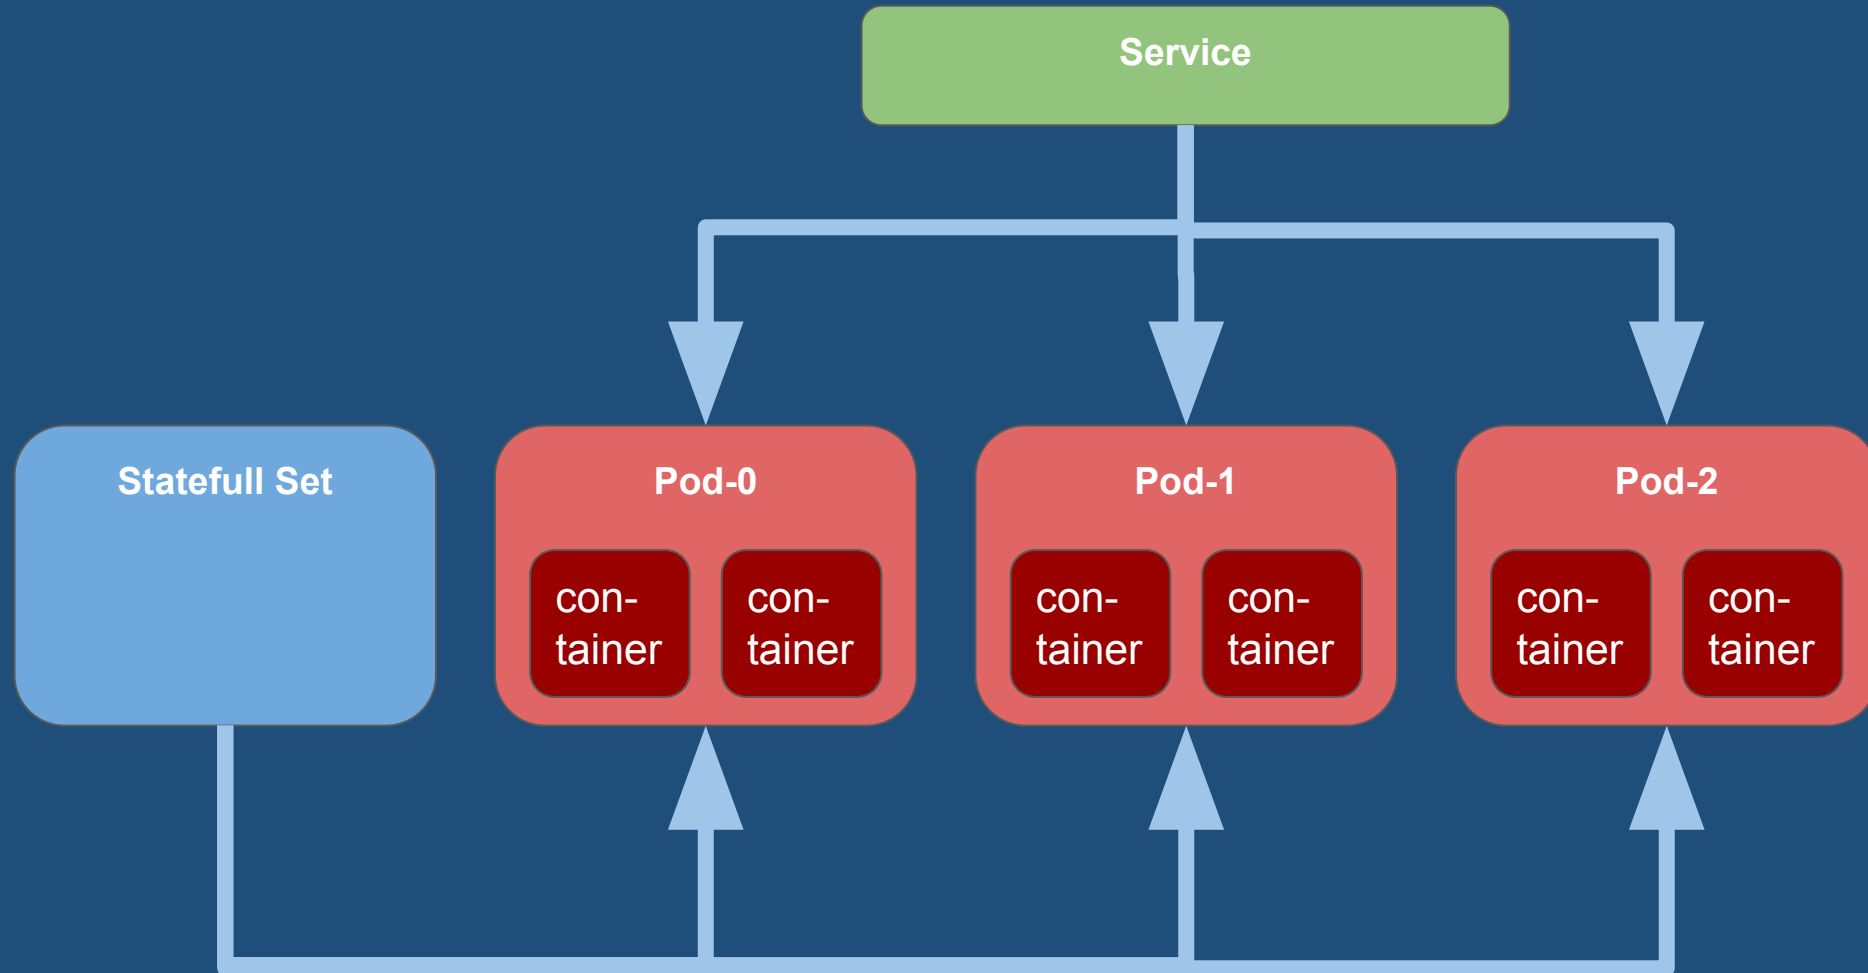 Service
Statefull Set
Pod-0
con-
tainer
con-
tainer
Pod-1
con-
tainer
con-
tainer
Pod-2
con-
tainer
con-
tainer